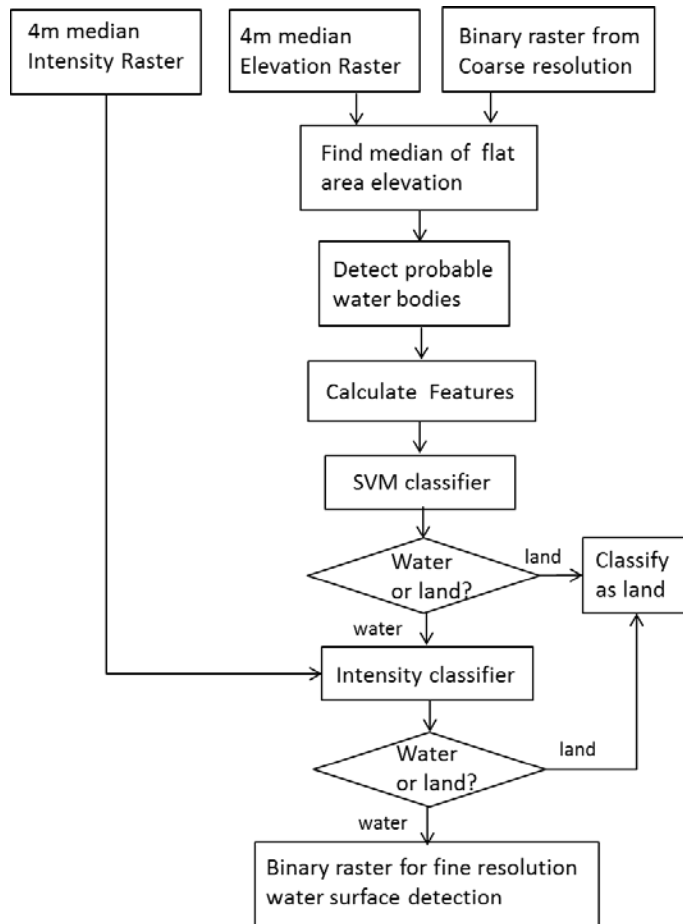 4m median
Intensity Raster
4m median
Elevation Raster
Binary raster from
Coarse resolution
Find median of flat
area elevation
Detect probable
water bodies
Calculate Features
SVM classifier
Water
or land?
land
Classify
as land
water
Intensity classifier
Water
or land?
land
water
Binary raster for fine resolution
water surface detection